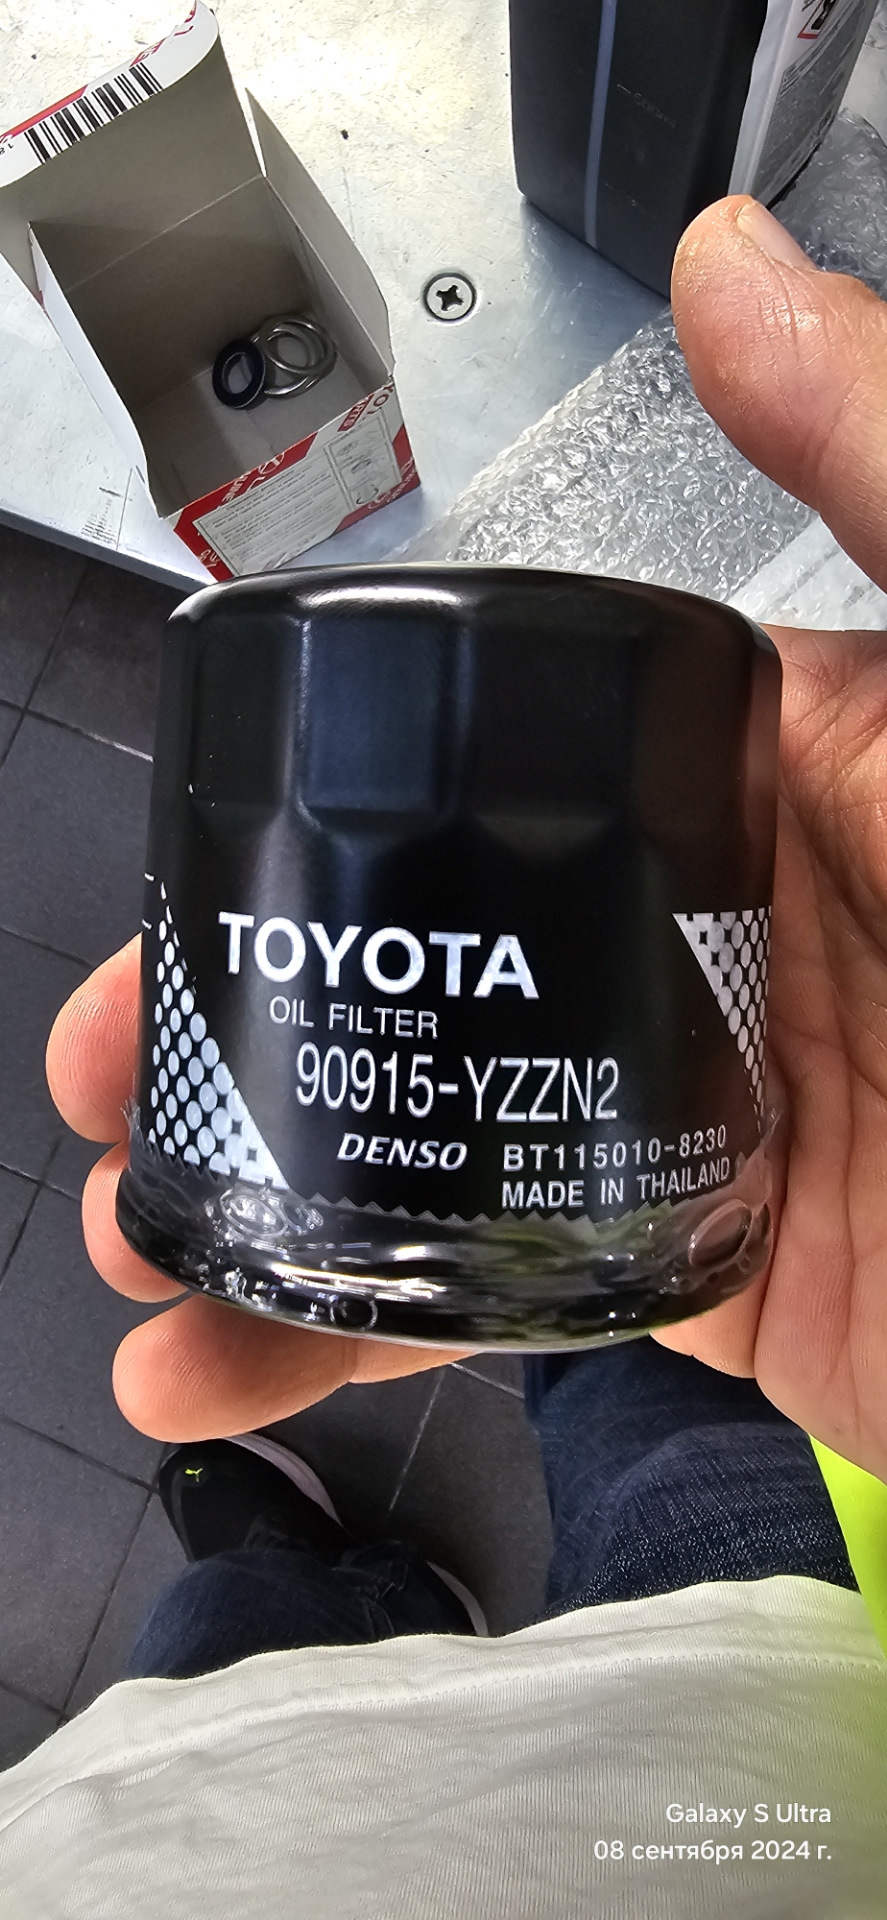 TOYOTA
OIL FILTER
90915-YZZN2
DENSO BT115010-8230
MADE IN THAILAND
Galaxy S Ultra
08 сентября 2024 г.